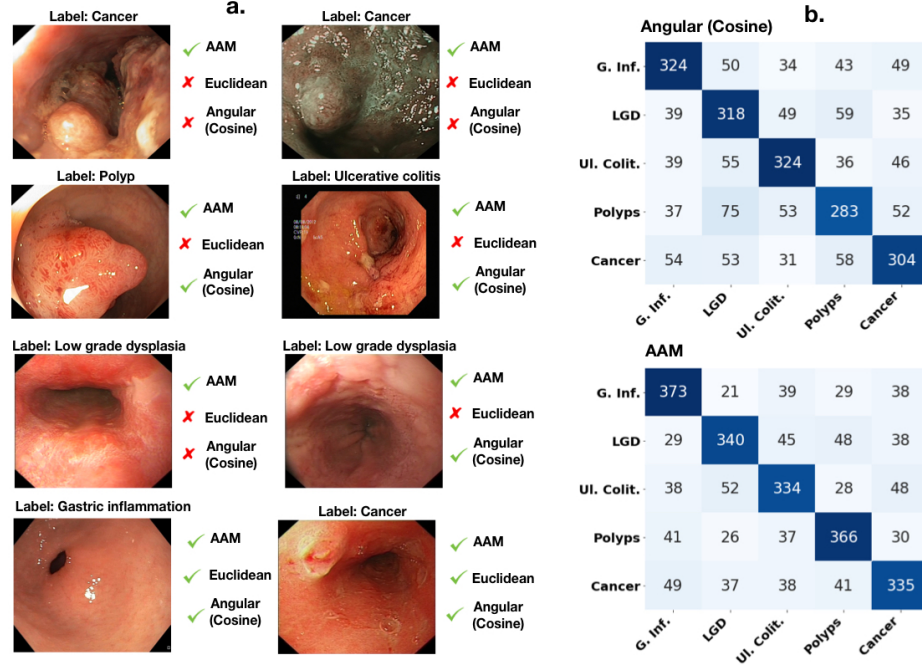 a.
Label: Cancer
AAM
Euclidean
Angular
(Cosine)
Label: Cancer
AAM
Euclidean
Angular
(Cosine)
Label: Polyp
AAM
Euclidean
Angular
(Cosine)
Label: Ulcerative colitis
AAM
Euclidean
Angular
(Cosine)
Label: Low grade dysplasia
AAM
Euclidean
Angular
(Cosine)
Label: Low grade dysplasia
AAM
Euclidean
Angular
(Cosine)
Label: Gastric inflammation
AAM
Euclidean
Angular
(Cosine)
Label: Cancer
AAM
Euclidean
Angular
(Cosine)
b.
Angular (Cosine)
G. Inf. 324 50 34 43 49
LGD 39 318 49 59 35
Ul. Colit. 39 55 324 36 46
Polyps 37 75 53 283 52
Cancer 54 53 31 58 304
G. Inf. LGD Ul. Colit. Polyps Cancer
AAM
G. Inf. 373 21 39 29 38
LGD 29 340 45 48 38
Ul. Colit. 38 52 334 28 48
Polyps 41 26 37 366 30
Cancer 49 37 38 41 335
G. Inf. LGD Ul. Colit. Polyps Cancer